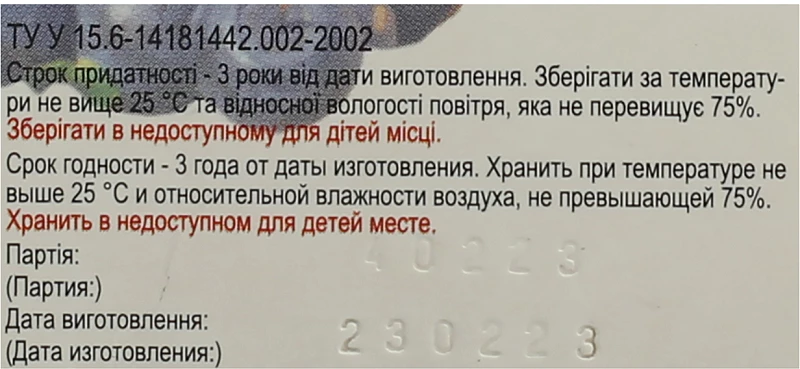 ТУ У 15.6-14181442.002-2002
Строк придатності - 3 роки від дати виготовлення. Зберігати за температу-
ри не вище 25 °С та відносної вологості повітря, яка не перевищує 75%.
Зберігати в недоступному для дітей місці.
Срок годности - 3 года от даты изготовления. Хранить при температуре не
выше 25 °С и относительной влажности воздуха, не превышающей 75%.
Хранить в недоступном для детей месте.
Партія: 40223
(Партия:)
Дата виготовлення:
(Дата изготовления:) 230223